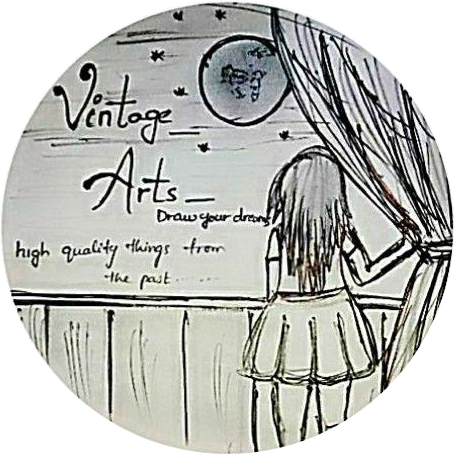 Vintage_
Arts_
Draw your dreams
high quality things from
the past......